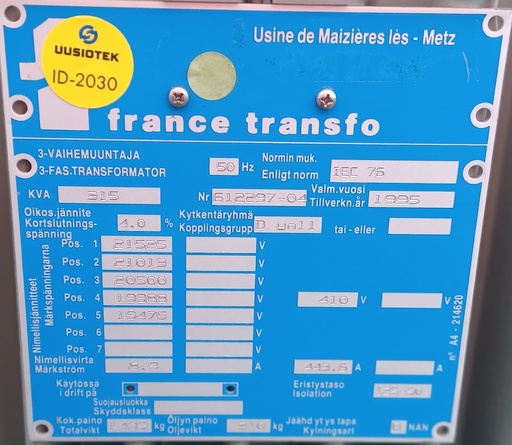 UUSIOTEK
ID-2030
Usine de Maizières lès - Metz
france transfo
3-VAIHEMUUNTAJA
3-FAS.TRANSFORMATOR
50 Hz
Normin muk.
Enligt norm IEC 76
KVA 315
Nr 612297-04
Valm.vuosi
Tillverkn.år 1995
Oikos.jännite
Kortslutnings-
spänning 4.0 %
Kytkentäryhmä
Kopplingsgrupp D yn11
tai - eller
Nimellisjännitteet
Märkspänningarna
Pos. 1 21525 V
Pos. 2 21013 V
Pos. 3 20500 V
Pos. 4 19988 V 410 V V
Pos. 5 19475 V
Pos. 6 V
Pos. 7 V
Nimellisvirta
Märkström A 443.6 A A
Käytössä
i drift på
Eristystaso
Isolation
Suojausluokka
Skyddsklass
Kok.paino
Totalvikt kg
Öljyn paino
Oljevikt kg
Jäähd yt ys tapa
Kylningsart NAN
n° A4 - 214620